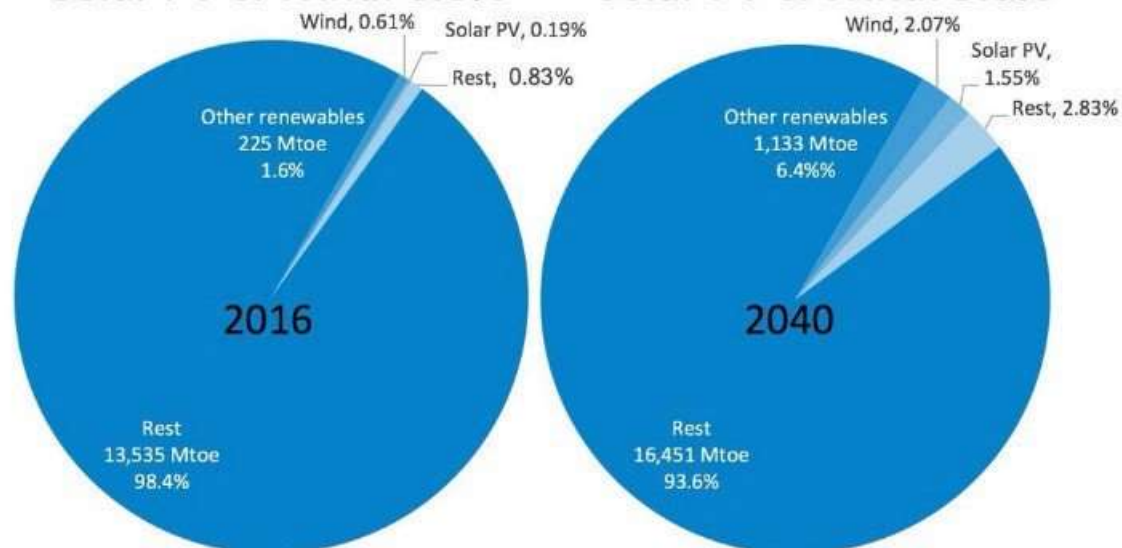 Wind, 0.61%
Solar PV, 0.19%
Rest, 0.83%
Other renewables
225 Mtoe
1.6%
2016
Rest
13,535 Mtoe
98.4%
Wind, 2.07%
Solar PV,
1.55%
Rest, 2.83%
Other renewables
1,133 Mtoe
6.4%%
2040
Rest
16,451 Mtoe
93.6%